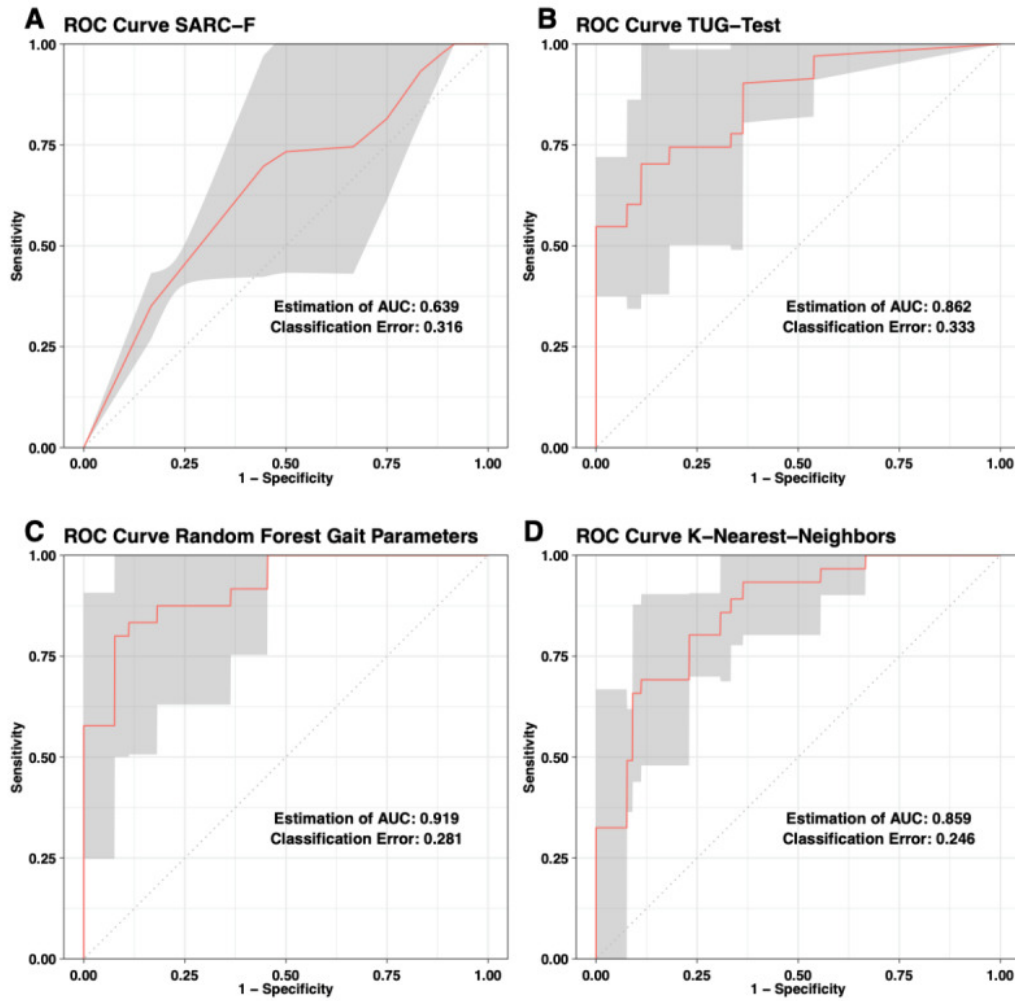 A ROC Curve SARC−F
1.00
0.75
0.50
0.25
0.00
Sensitivity
Estimation of AUC: 0.639
Classification Error: 0.316
0.00 0.25 0.50 0.75 1.00
1 − Specificity
B ROC Curve TUG−Test
1.00
0.75
0.50
0.25
0.00
Sensitivity
Estimation of AUC: 0.862
Classification Error: 0.333
0.00 0.25 0.50 0.75 1.00
1 − Specificity
C ROC Curve Random Forest Gait Parameters
1.00
0.75
0.50
0.25
0.00
Sensitivity
Estimation of AUC: 0.919
Classification Error: 0.281
0.00 0.25 0.50 0.75 1.00
1 − Specificity
D ROC Curve K−Nearest−Neighbors
1.00
0.75
0.50
0.25
0.00
Sensitivity
Estimation of AUC: 0.859
Classification Error: 0.246
0.00 0.25 0.50 0.75 1.00
1 − Specificity